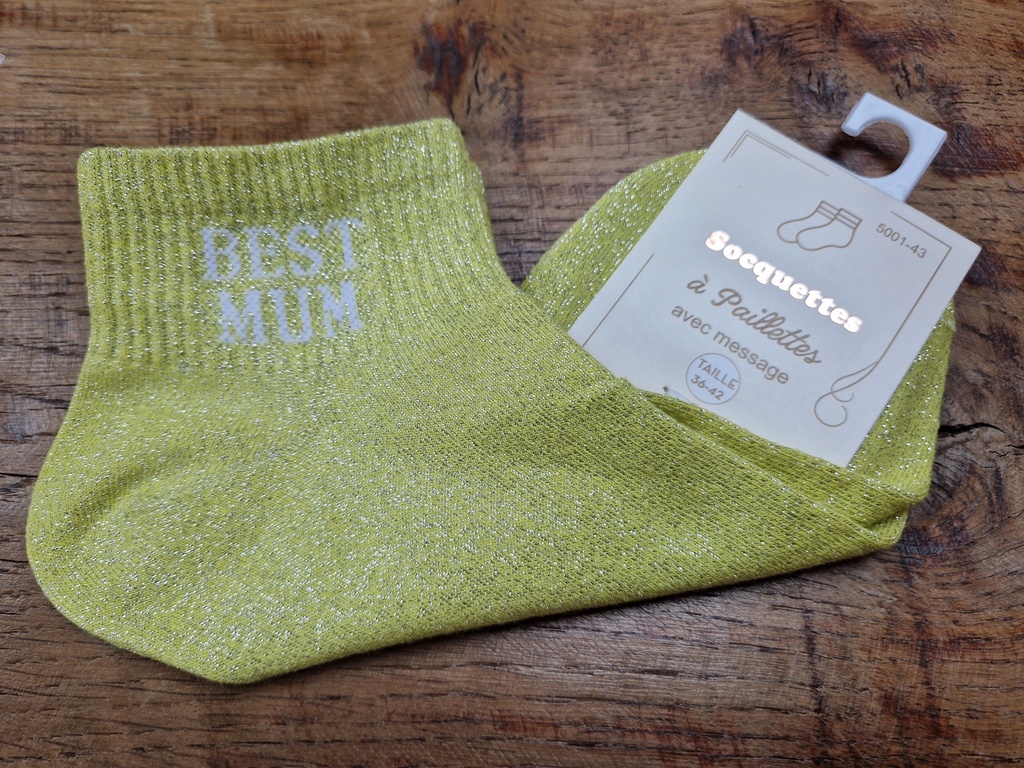 BEST
MUM
5001-43
Socquettes
à Paillettes
avec message
TAILLE
36-42